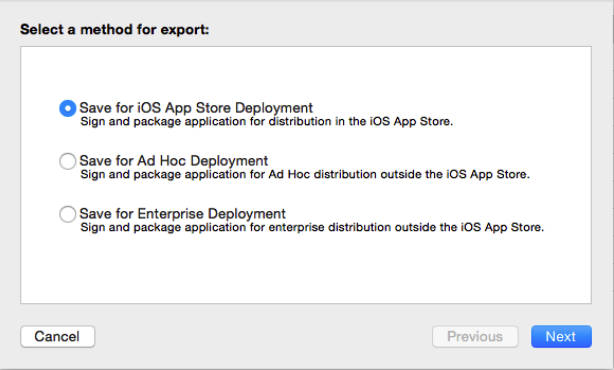 Select a method for export:
Save for iOS App Store Deployment
Sign and package application for distribution in the iOS App Store.
Save for Ad Hoc Deployment
Sign and package application for Ad Hoc distribution outside the iOS App Store.
Save for Enterprise Deployment
Sign and package application for enterprise distribution outside the iOS App Store.
Cancel
Previous
Next